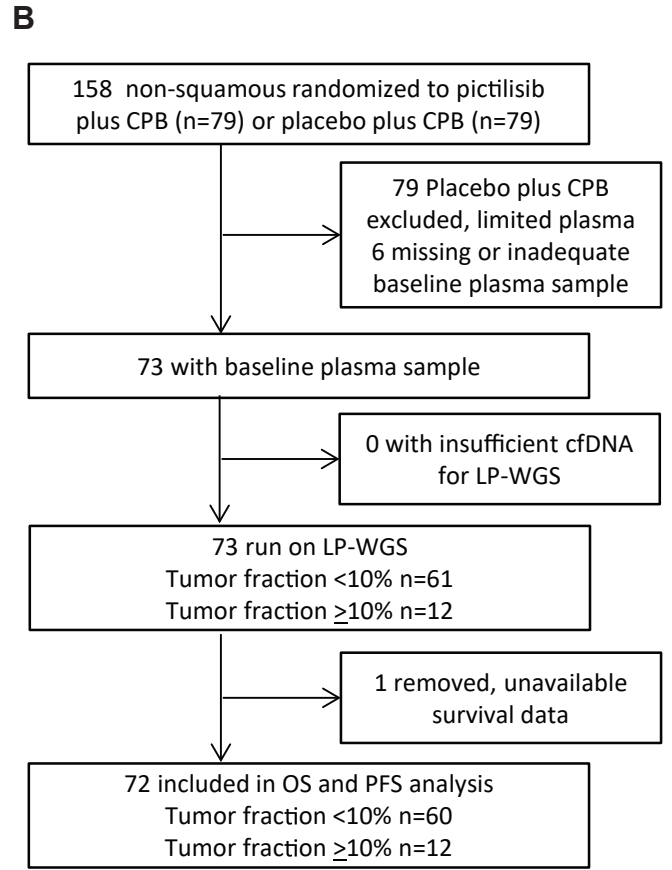 B
158 non-squamous randomized to pictilisib
plus CPB (n=79) or placebo plus CPB (n=79)
79 Placebo plus CPB
excluded, limited plasma
6 missing or inadequate
baseline plasma sample
73 with baseline plasma sample
0 with insufficient cfDNA
for LP-WGS
73 run on LP-WGS
Tumor fraction <10% n=61
Tumor fraction ≥10% n=12
1 removed, unavailable
survival data
72 included in OS and PFS analysis
Tumor fraction <10% n=60
Tumor fraction ≥10% n=12